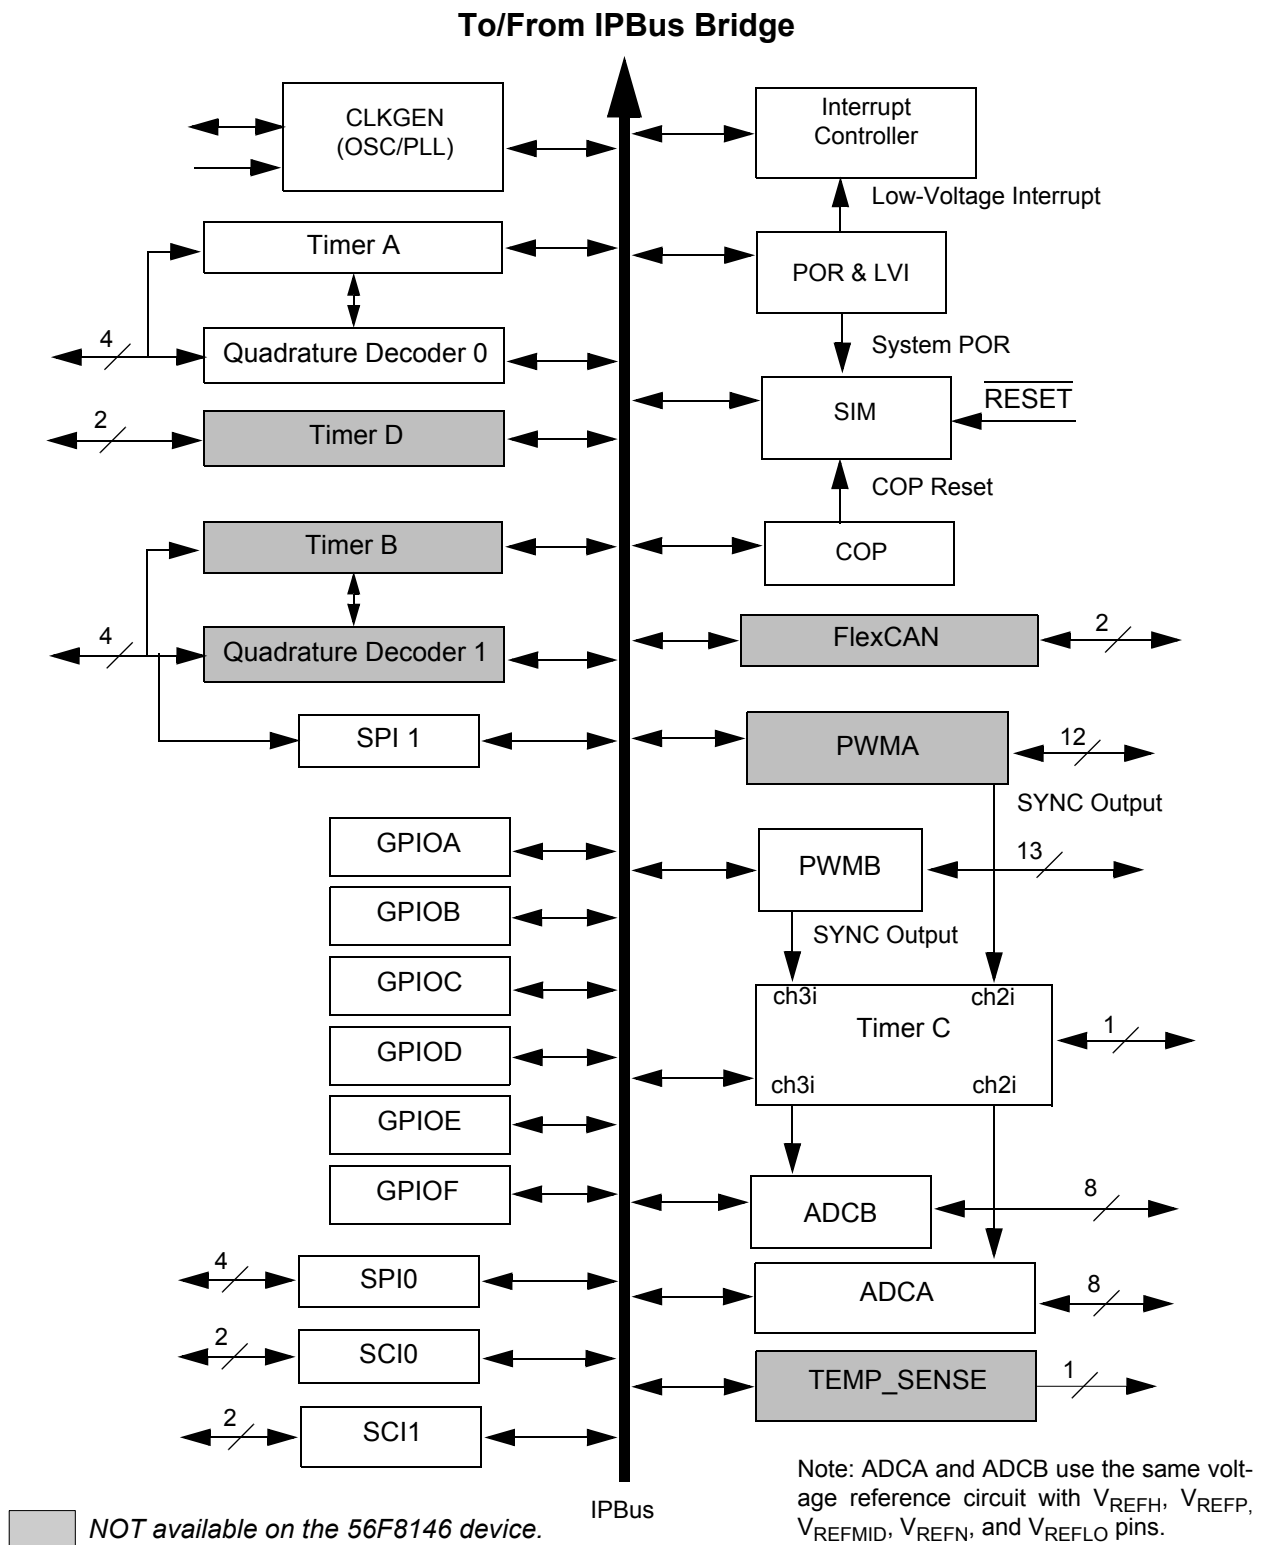 To/From IPBus Bridge
CLKGEN
(OSC/PLL)
Interrupt
Controller
Low-Voltage Interrupt
Timer A
POR & LVI
4
Quadrature Decoder 0
System POR
2
Timer D
SIM
RESET
COP Reset
Timer B
COP
4
Quadrature Decoder 1
FlexCAN
2
SPI 1
PWMA
12
SYNC Output
GPIOA
PWMB
13
GPIOB
SYNC Output
GPIOC
ch3i
ch2i
Timer C
1
GPIOD
ch3i
ch2i
GPIOE
GPIOF
ADCB
8
4
SPI0
ADCA
8
2
SCI0
TEMP_SENSE
1
2
SCI1
IPBus
Note: ADCA and ADCB use the same volt-
age reference circuit with VREFH, VREFP,
VREFMID, VREFN, and VREFLO pins.
NOT available on the 56F8146 device.